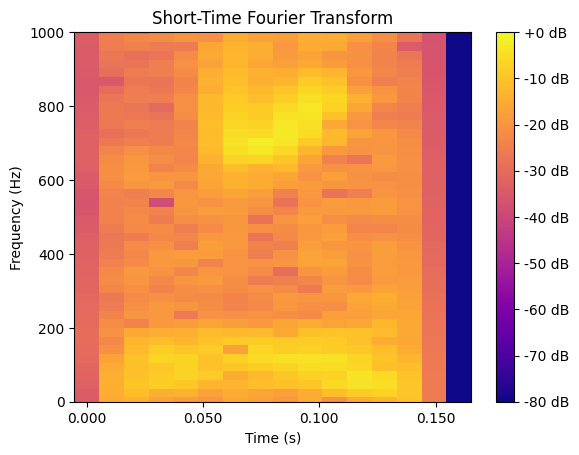 Short-Time Fourier Transform
1000
800
600
400
200
0
Frequency (Hz)
0.000
0.050
0.100
0.150
Time (s)
+0 dB
-10 dB
-20 dB
-30 dB
-40 dB
-50 dB
-60 dB
-70 dB
-80 dB